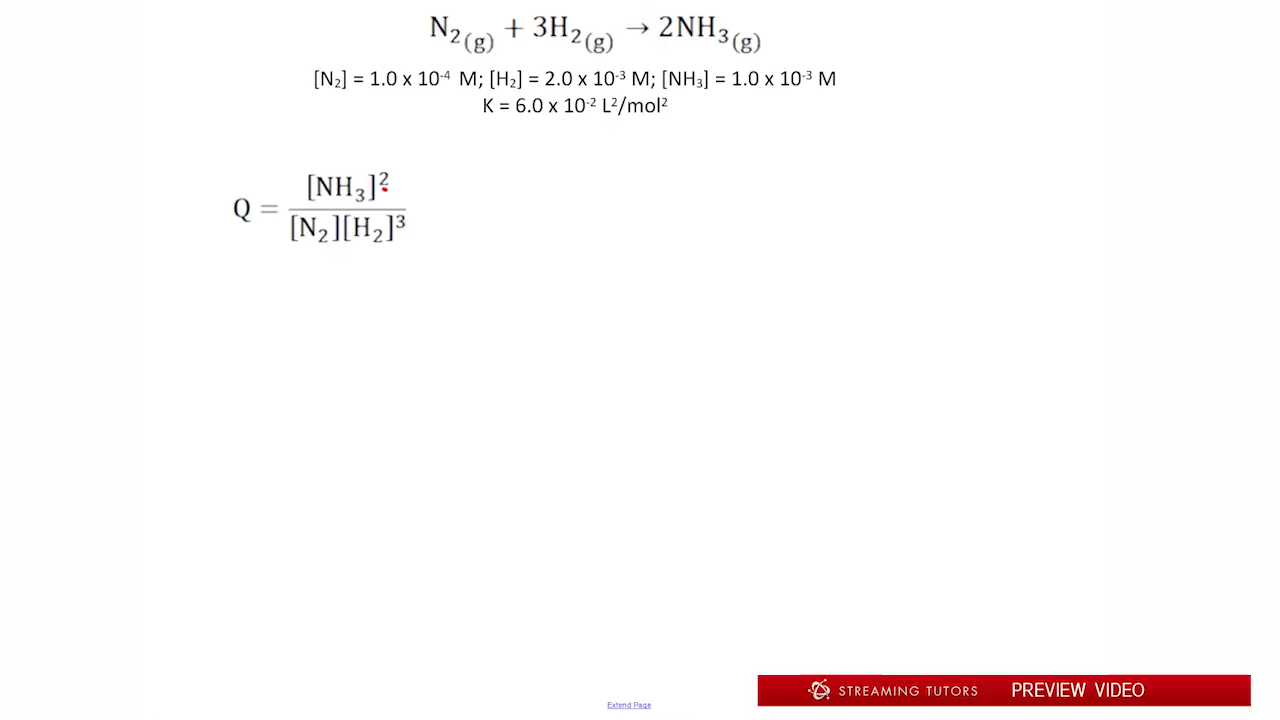 N₂(g) + 3H₂(g) → 2NH₃(g)
[N₂] = 1.0 x 10⁻⁴ M; [H₂] = 2.0 x 10⁻³ M; [NH₃] = 1.0 x 10⁻³ M
K = 6.0 x 10⁻² L²/mol²
Q = [NH₃]² / [N₂][H₂]³
STREAMING TUTORS PREVIEW VIDEO
Extend Page